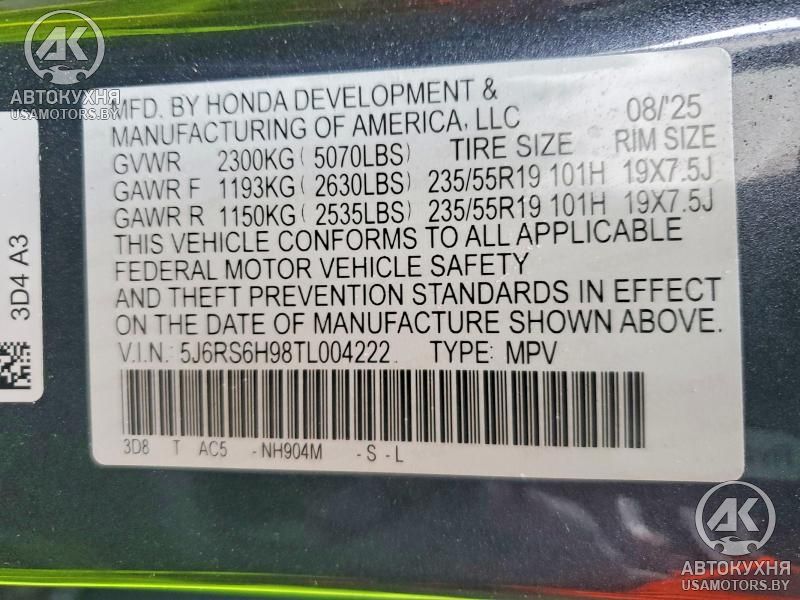 AK
АВТОКУХНЯ
USAMOTORS.BY
MFD. BY HONDA DEVELOPMENT &
MANUFACTURING OF AMERICA, LLC 08/'25
GVWR 2300KG (5070LBS) TIRE SIZE RIM SIZE
GAWR F 1193KG (2630LBS) 235/55R19 101H 19X7.5J
GAWR R 1150KG (2535LBS) 235/55R19 101H 19X7.5J
THIS VEHICLE CONFORMS TO ALL APPLICABLE
FEDERAL MOTOR VEHICLE SAFETY
AND THEFT PREVENTION STANDARDS IN EFFECT
ON THE DATE OF MANUFACTURE SHOWN ABOVE.
V.I.N: 5J6RS6H98TL004222 TYPE: MPV
3D8 T AC5 -NH904M -S-L
3D4 A3
AK
АВТОКУХНЯ
USAMOTORS.BY